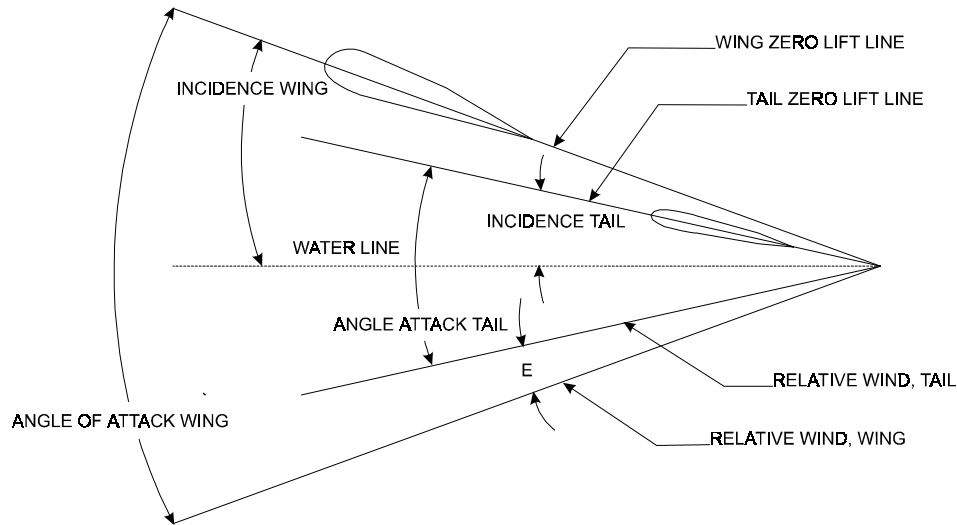 WING ZERO LIFT LINE
INCIDENCE WING
TAIL ZERO LIFT LINE
INCIDENCE TAIL
WATER LINE
ANGLE ATTACK TAIL
E
RELATIVE WIND, TAIL
ANGLE OF ATTACK WING
RELATIVE WIND, WING